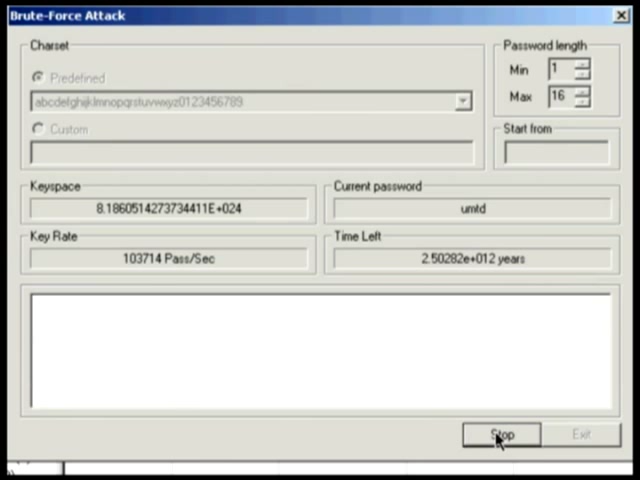 Brute-Force Attack
Charset
Predefined
abcdefghijklmnopqrstuvwxyz0123456789
Custom
Password length
Min 1
Max 16
Start from
Keyspace
8.1860514273734411E+024
Current password
umtd
Key Rate
103714 Pass/Sec
Time Left
2.50282e+012 years
Stop
Exit